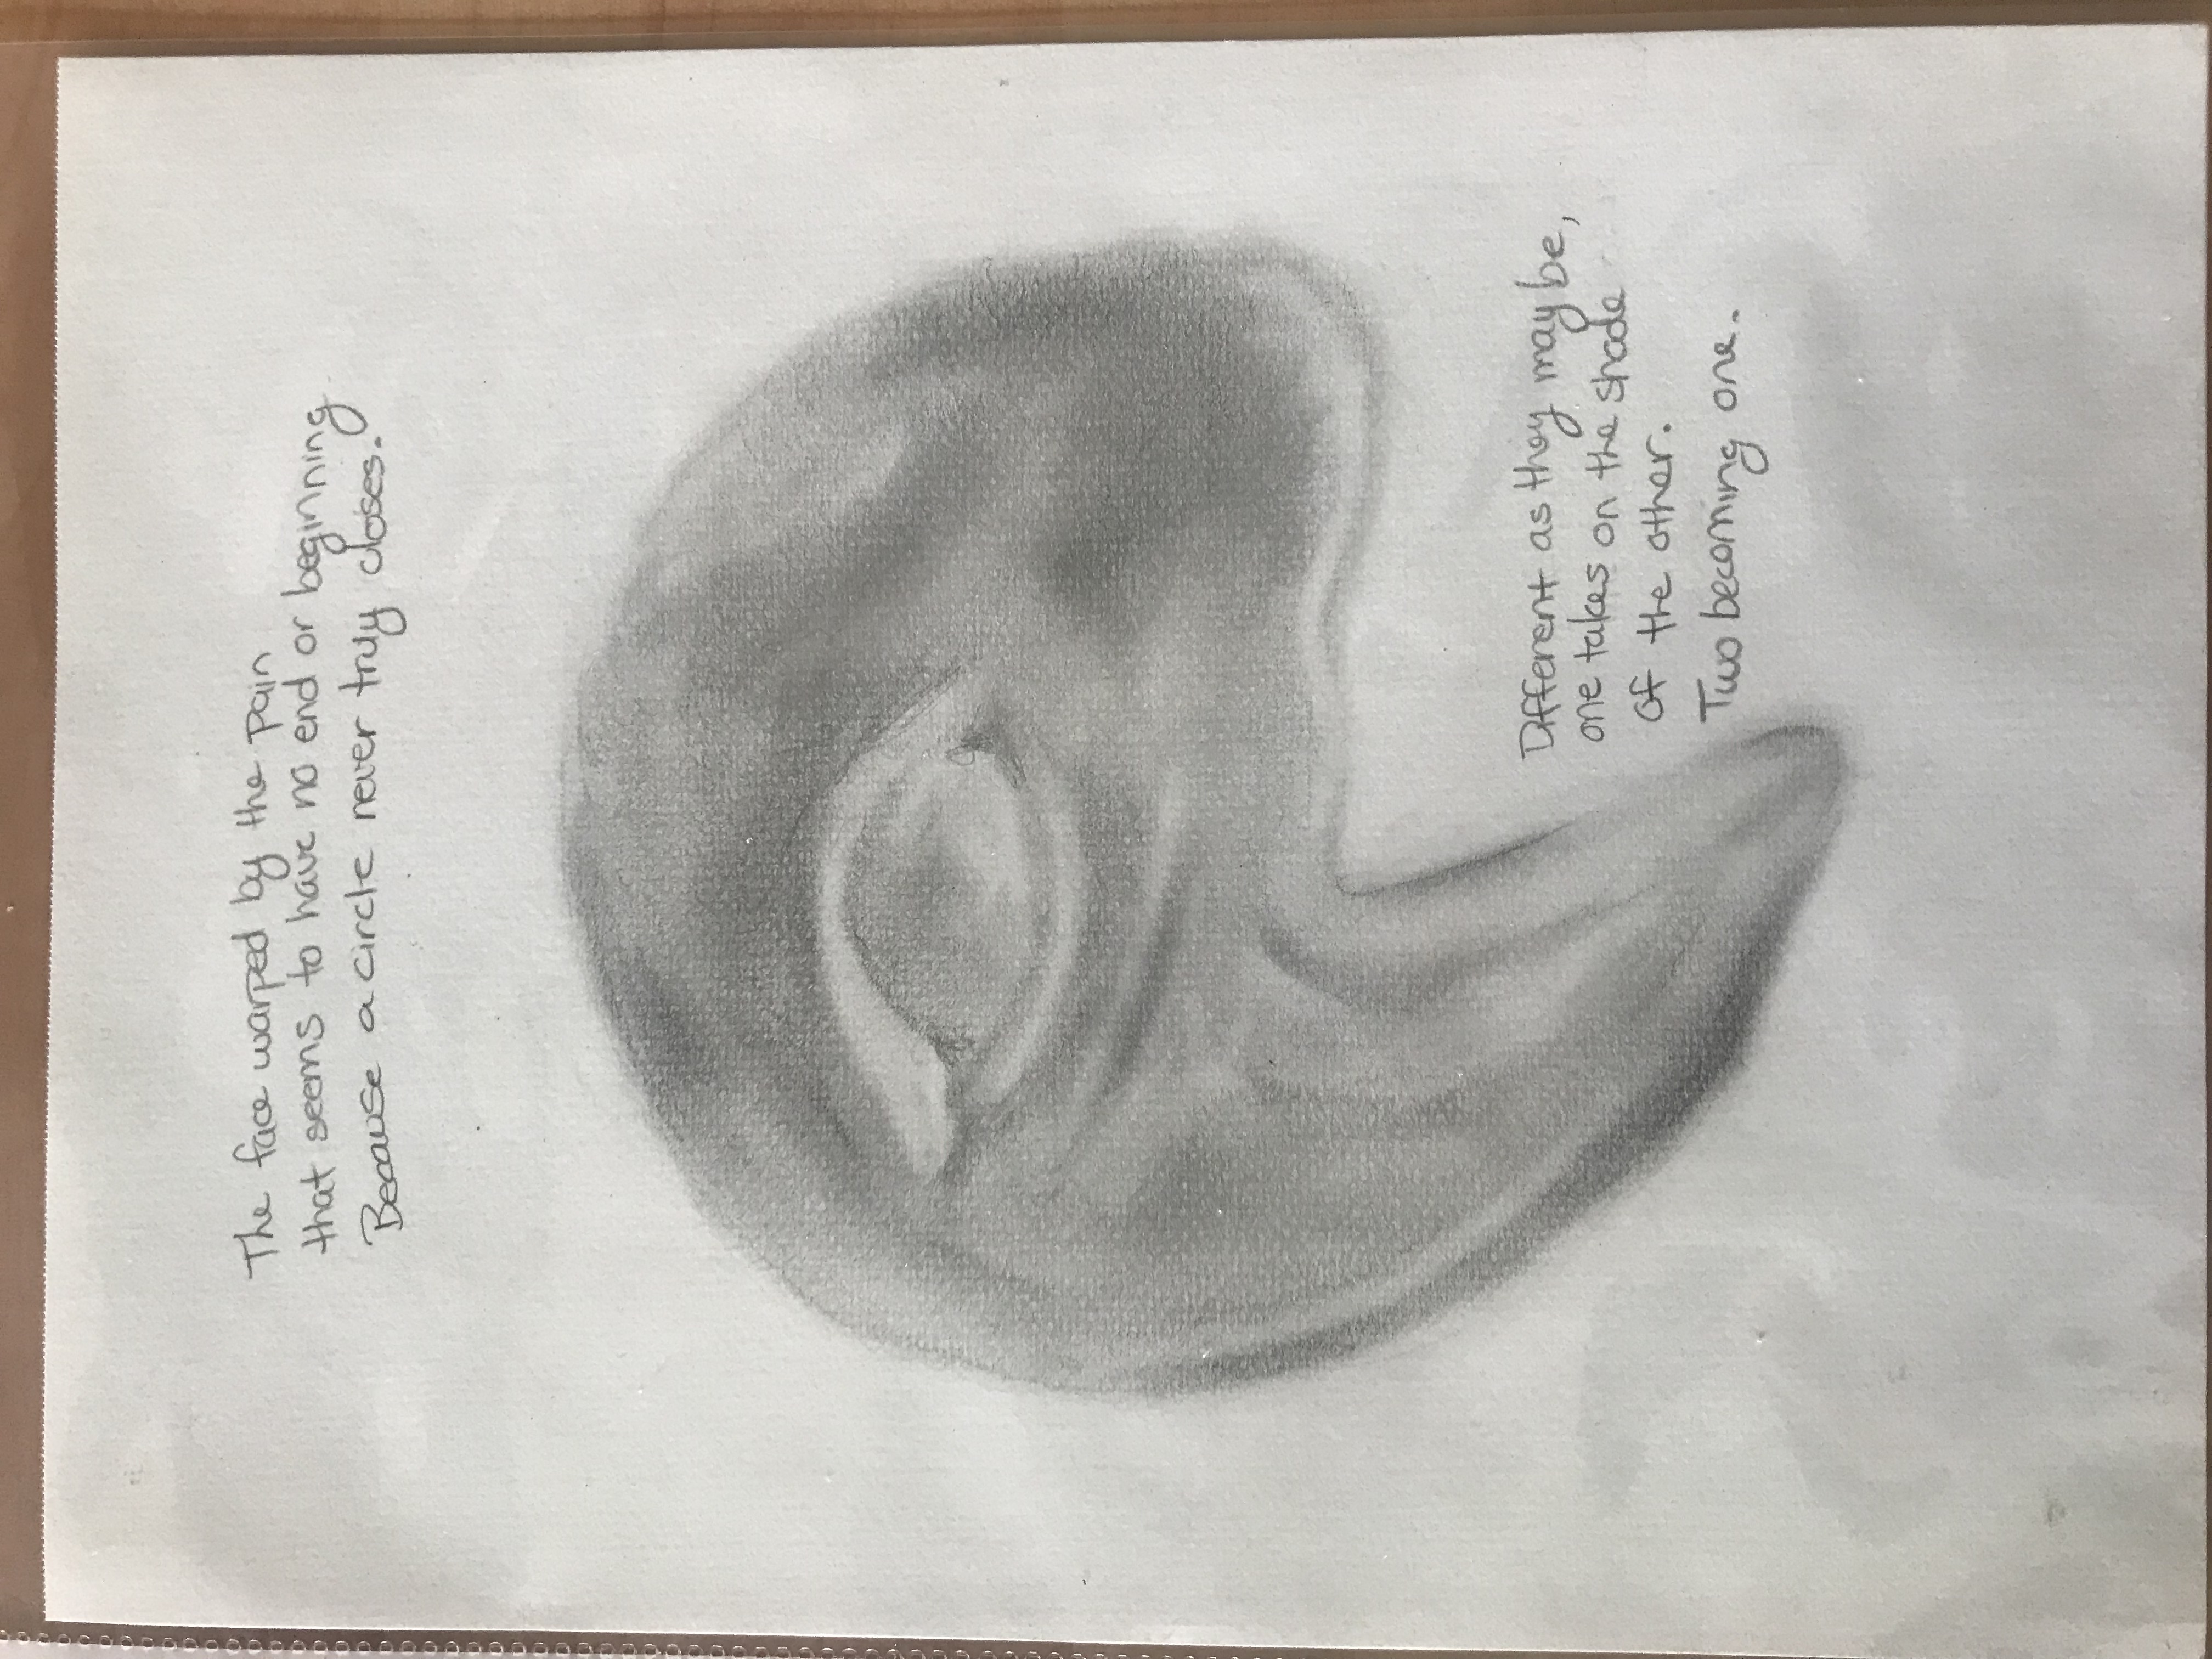 The face warped by the pain
that seems to have no end or beginning
Because a circle never truly closes.
Different as they may be,
one takes on the shade
of the other.
Two becoming one.